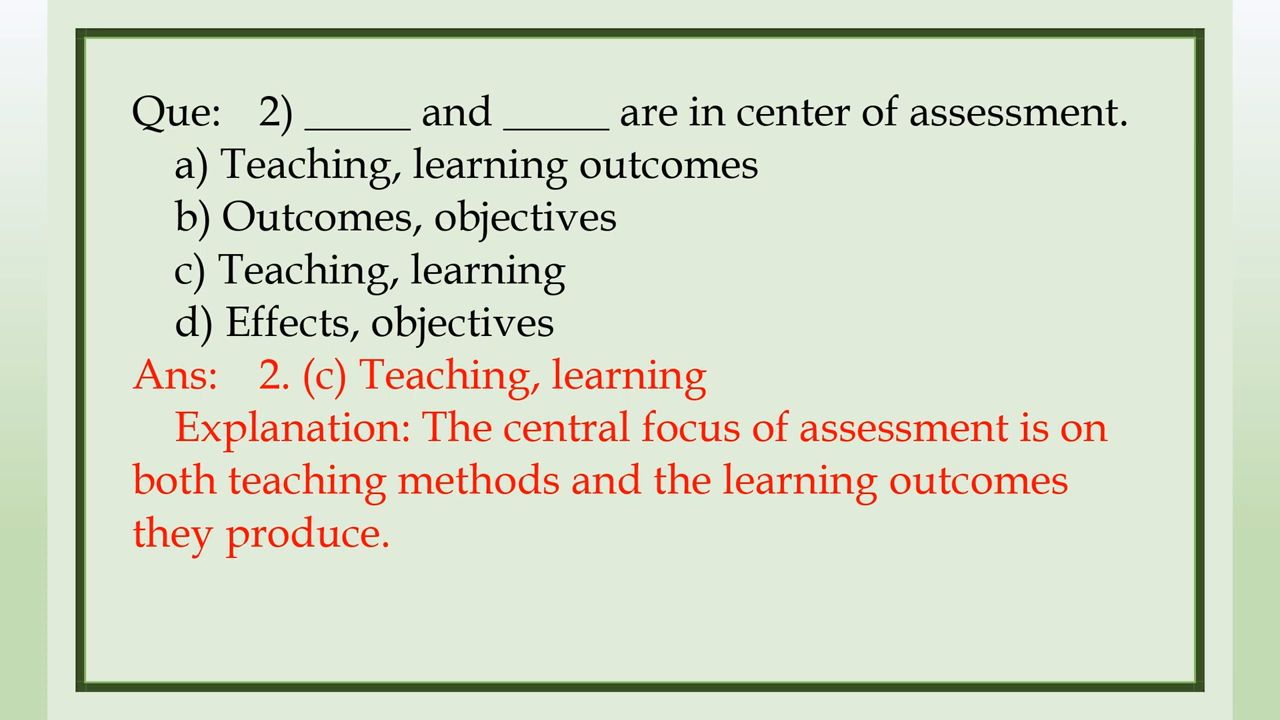 Que: 2) _____ and _____ are in center of assessment.
a) Teaching, learning outcomes
b) Outcomes, objectives
c) Teaching, learning
d) Effects, objectives
Ans: 2. (c) Teaching, learning
Explanation: The central focus of assessment is on
both teaching methods and the learning outcomes
they produce.